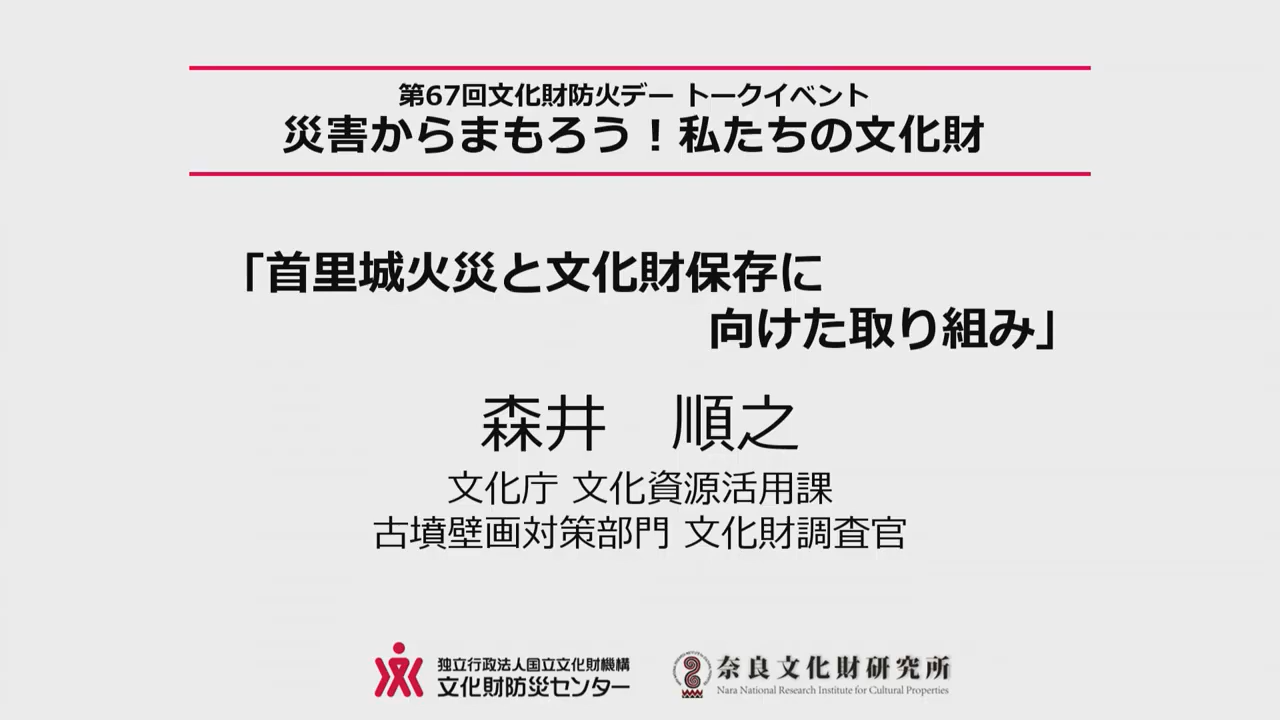 第67回文化財防火デー トークイベント
災害からまもろう！私たちの文化財
「首里城火災と文化財保存に
向けた取り組み」
森井　順之
文化庁 文化資源活用課
古墳壁画対策部門 文化財調査官
独立行政法人国立文化財機構
文化財防災センター
奈良文化財研究所
Nara National Research Institute for Cultural Properties